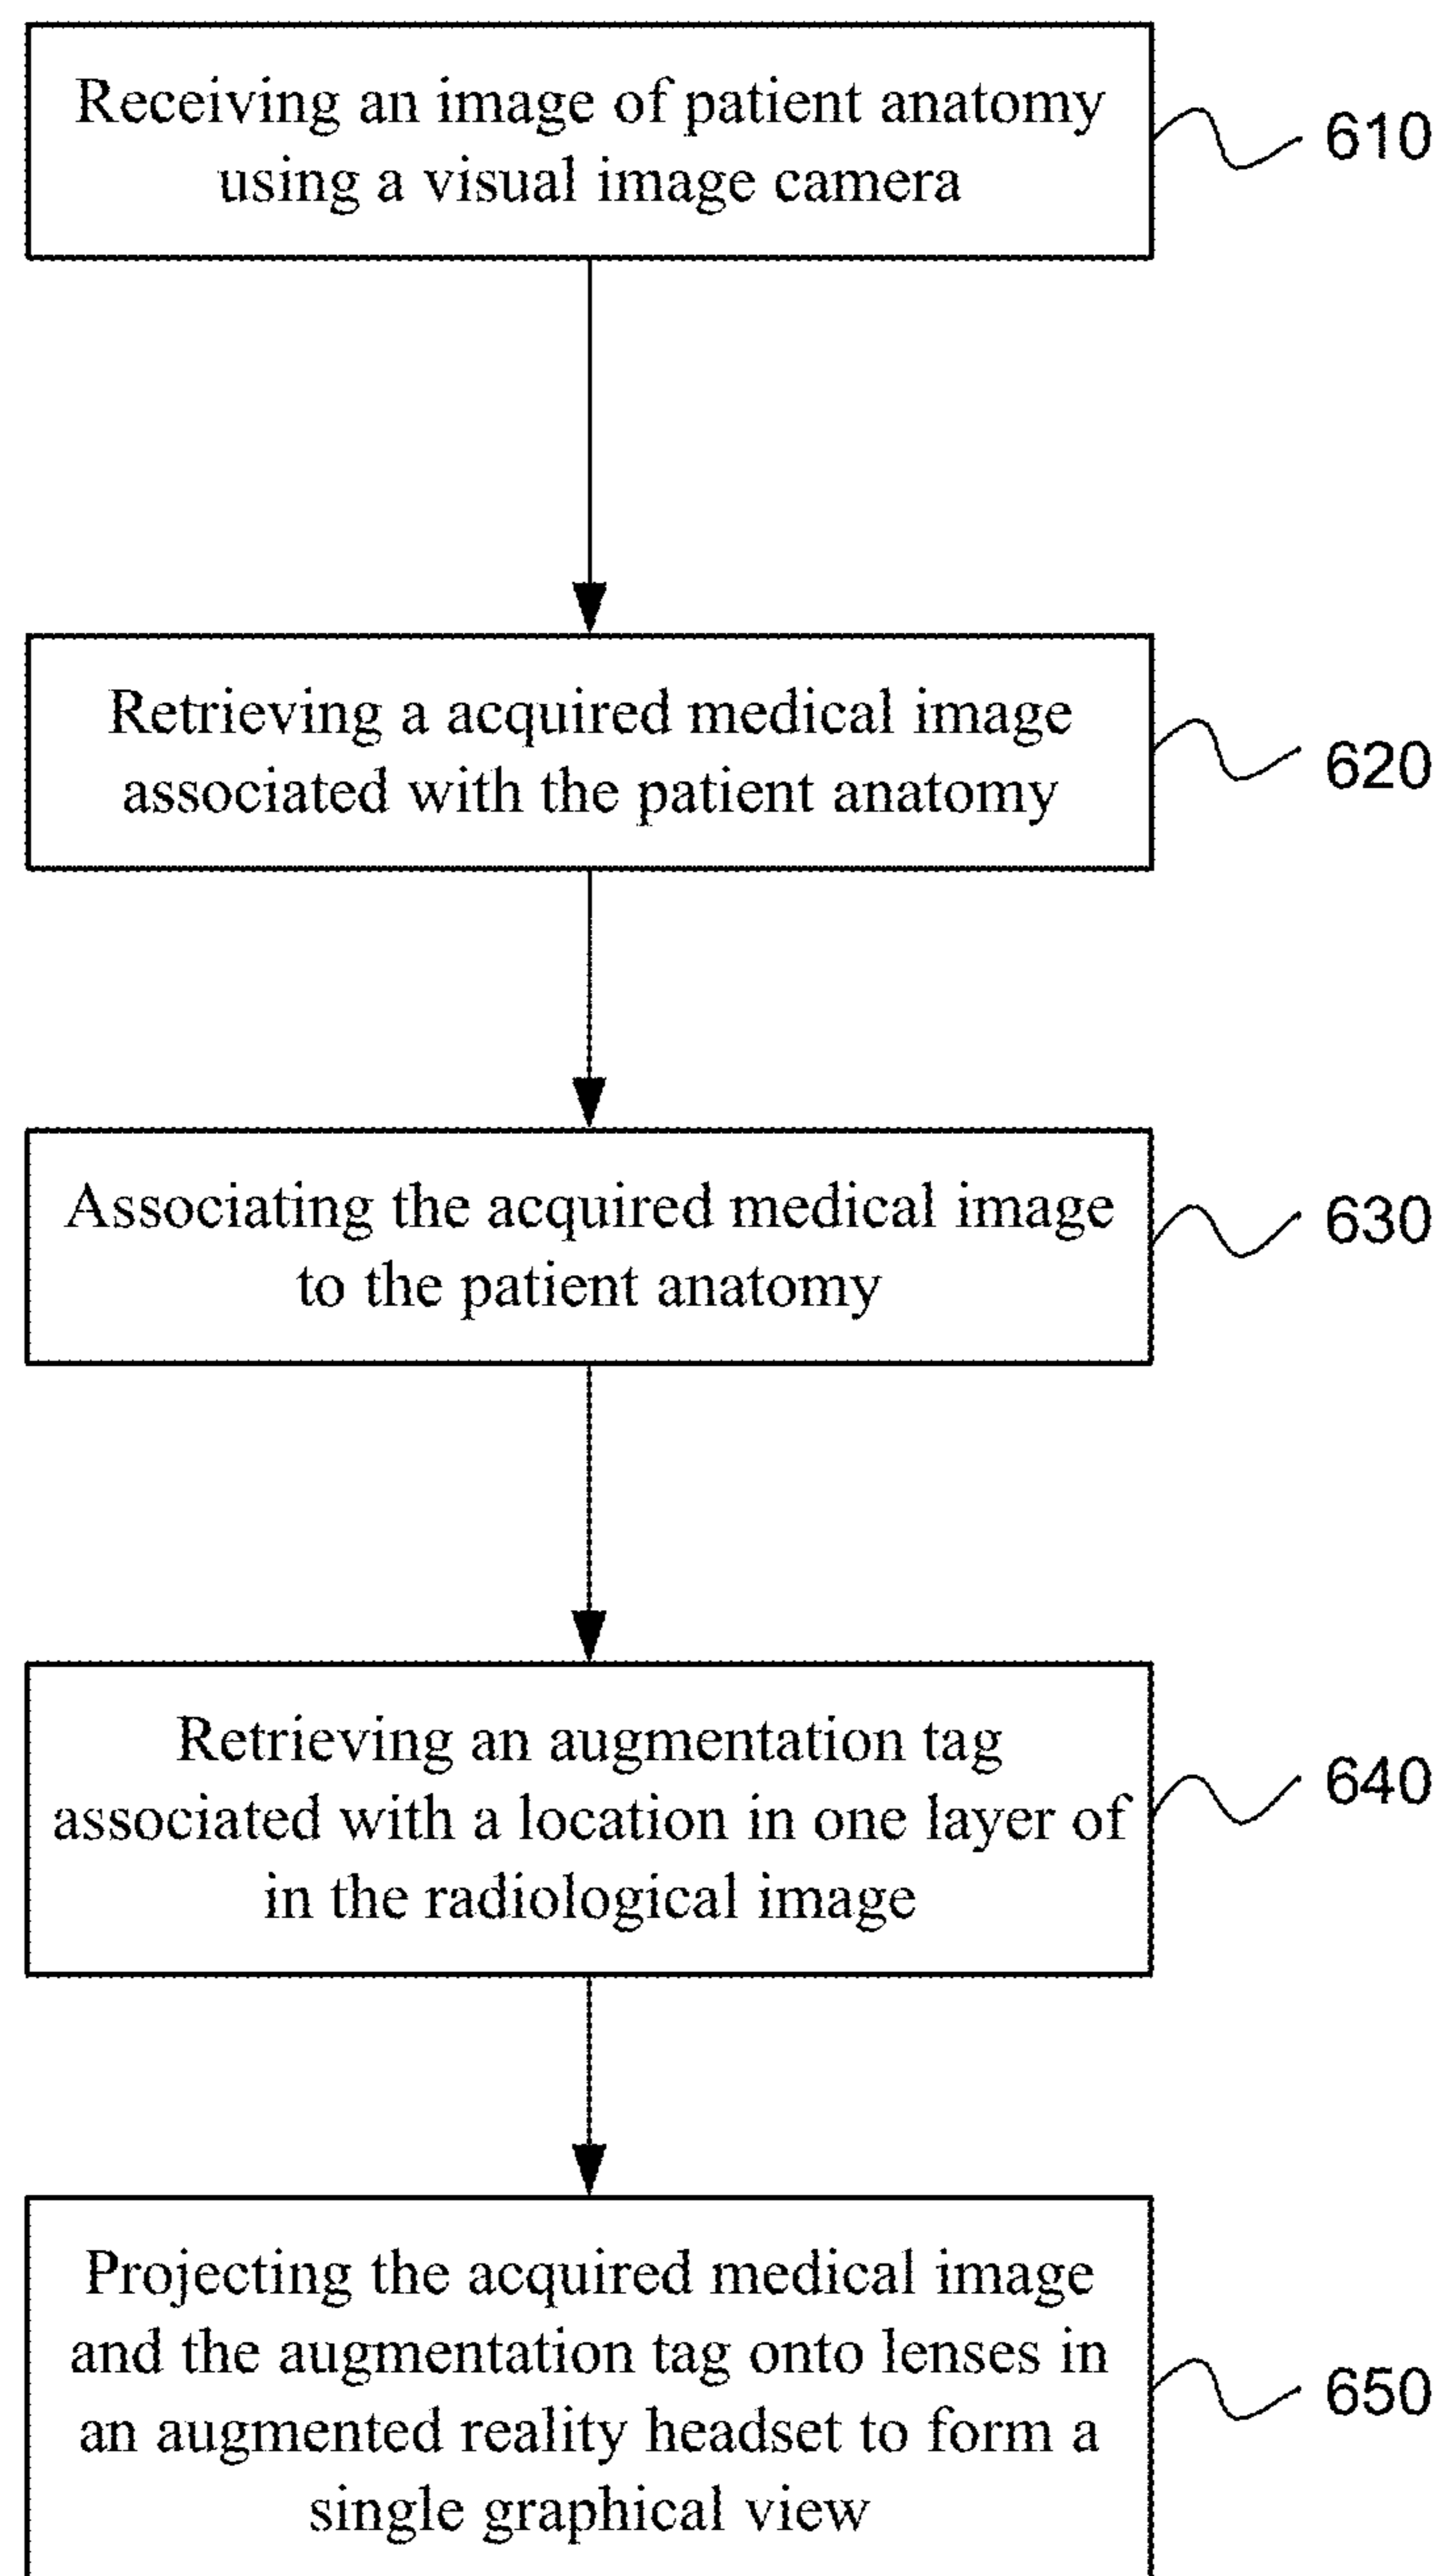 Receiving an image of patient anatomy
using a visual image camera
610
Retrieving a acquired medical image
associated with the patient anatomy
620
Associating the acquired medical image
to the patient anatomy
630
Retrieving an augmentation tag
associated with a location in one layer of
in the radiological image
640
Projecting the acquired medical image
and the augmentation tag onto lenses in
an augmented reality headset to form a
single graphical view
650